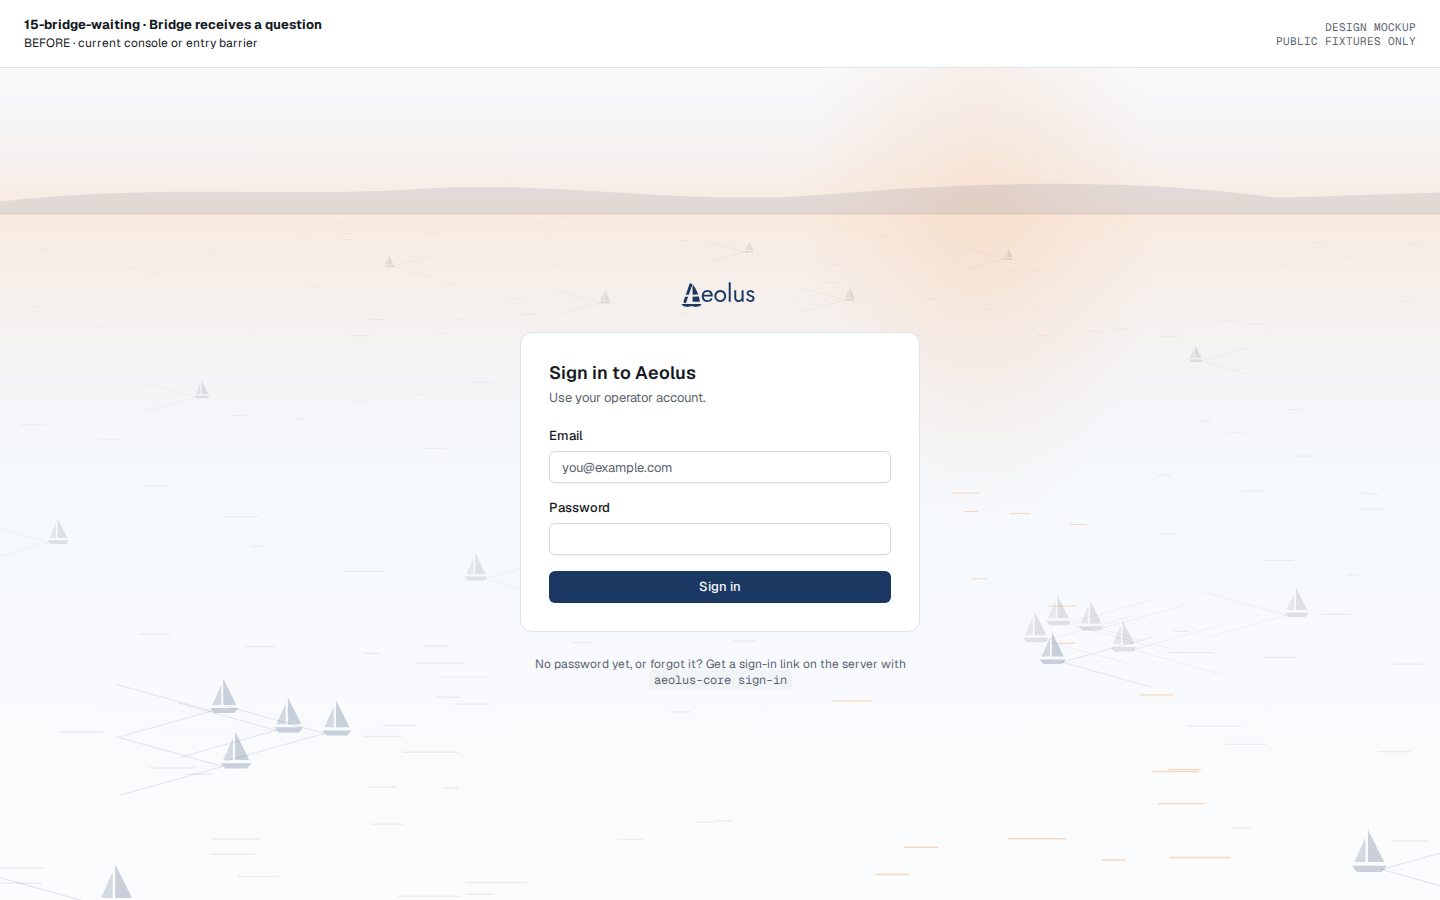 15-bridge-waiting · Bridge receives a question
BEFORE · current console or entry barrier
DESIGN MOCKUP
PUBLIC FIXTURES ONLY
Aeolus
Sign in to Aeolus
Use your operator account.
Email
you@example.com
Password
Sign in
No password yet, or forgot it? Get a sign-in link on the server with
aeolus-core sign-in